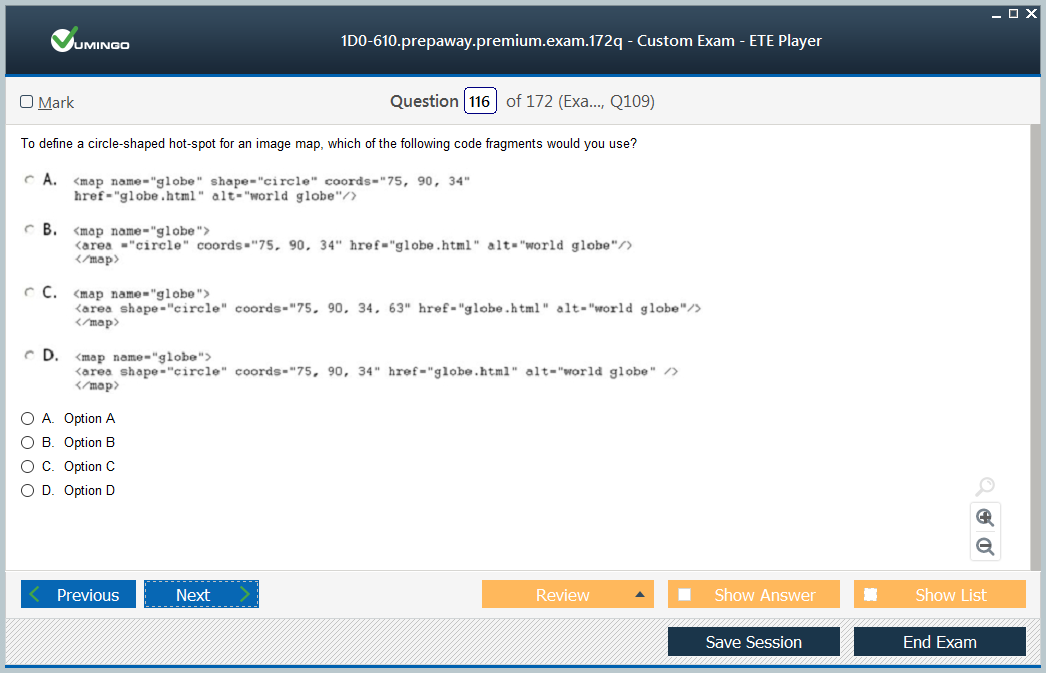 VUMINGO
1D0-610.prepaway.premium.exam.172q - Custom Exam - ETE Player
Mark
Question 116 of 172 (Exa..., Q109)
To define a circle-shaped hot-spot for an image map, which of the following code fragments would you use?
A. <map name="globe" shape="circle" coords="75, 90, 34"
href="globe.html" alt="world globe"/>
B. <map name="globe">
<area ="circle" coords="75, 90, 34" href="globe.html" alt="world globe"/>
</map>
C. <map name="globe">
<area shape="circle" coords="75, 90, 34, 63" href="globe.html" alt="world globe"/>
</map>
D. <map name="globe">
<area shape="circle" coords="75, 90, 34" href="globe.html" alt="world globe" />
</map>
A. Option A
B. Option B
C. Option C
D. Option D
Previous
Next
Review
Show Answer
Show List
Save Session
End Exam